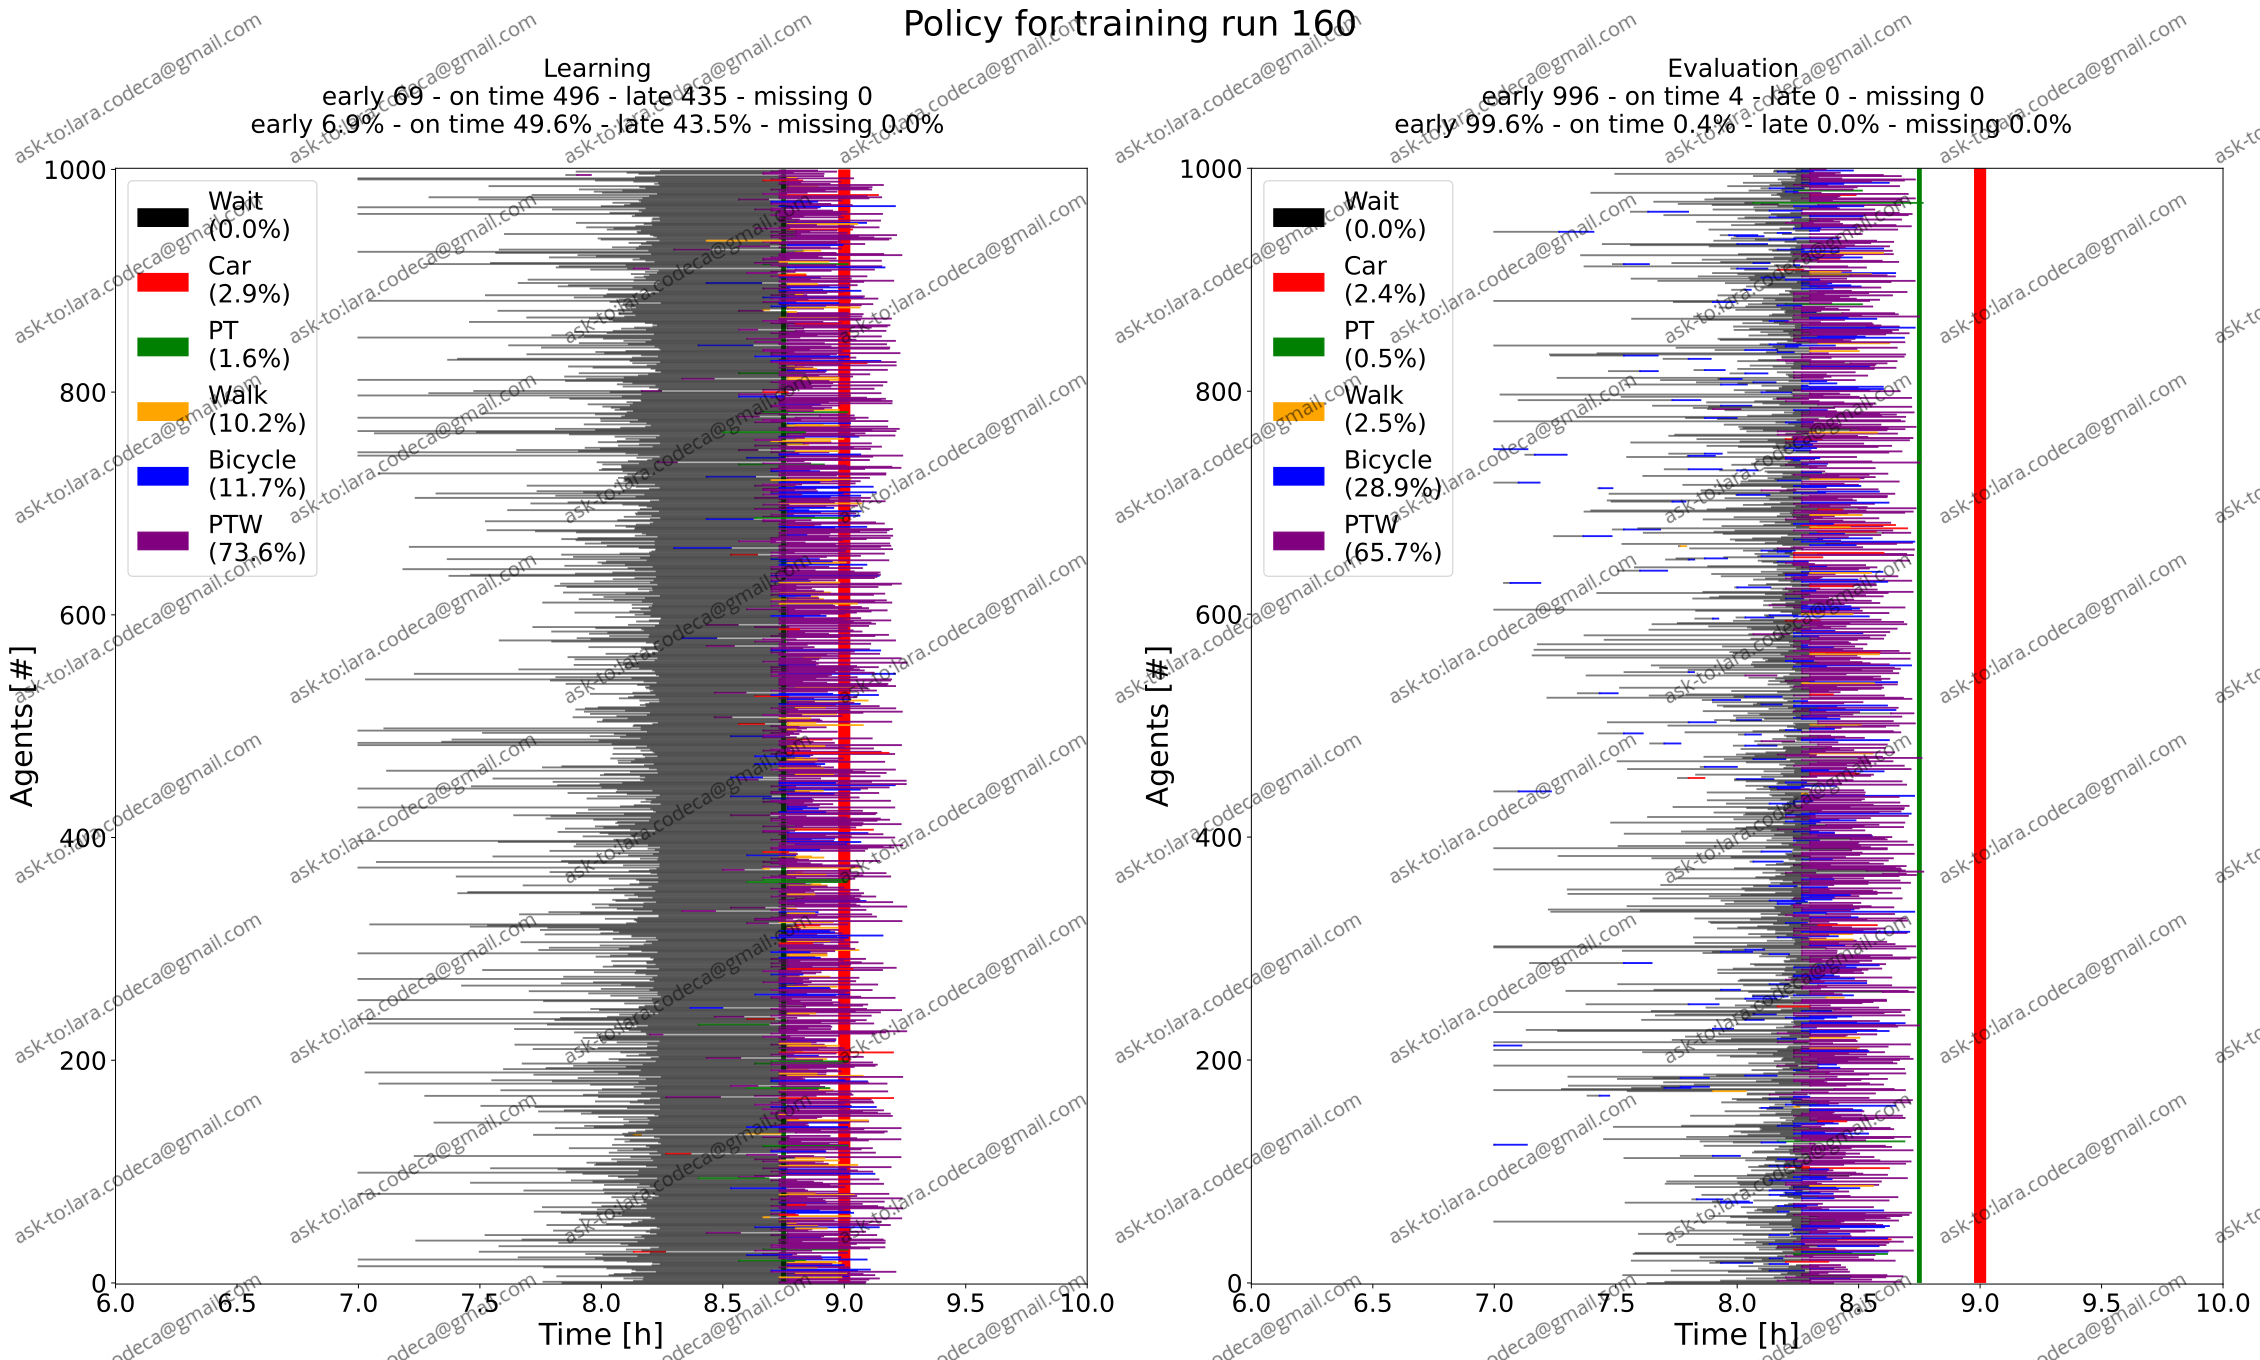 Policy for training run 160
Learning
early 69 - on time 496 - late 435 - missing 0
early 6.9% - on time 49.6% - late 43.5% - missing 0.0%
1000
800
600
400
200
0
Agents [#]
Wait
(0.0%)
Car
(2.9%)
PT
(1.6%)
Walk
(10.2%)
Bicycle
(11.7%)
PTW
(73.6%)
6.0 6.5 7.0 7.5 8.0 8.5 9.0 9.5 10.0
Time [h]
Evaluation
early 996 - on time 4 - late 0 - missing 0
early 99.6% - on time 0.4% - late 0.0% - missing 0.0%
1000
800
600
400
200
0
Agents [#]
Wait
(0.0%)
Car
(2.4%)
PT
(0.5%)
Walk
(2.5%)
Bicycle
(28.9%)
PTW
(65.7%)
6.0 6.5 7.0 7.5 8.0 8.5 9.0 9.5 10.0
Time [h]
ask-to:lara.codeca@gmail.com